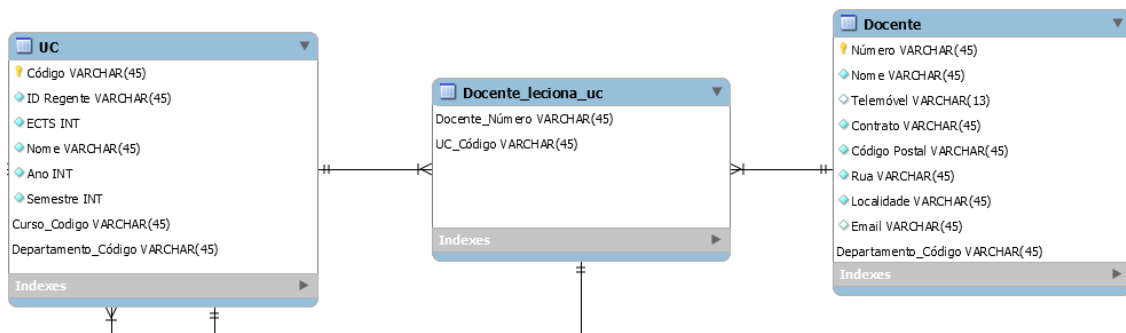 UC
Código VARCHAR(45)
ID Regente VARCHAR(45)
ECTS INT
Nome VARCHAR(45)
Ano INT
Semestre INT
Curso_Codigo VARCHAR(45)
Departamento_Código VARCHAR(45)
Indexes
Docente_leciona_uc
Docente_Número VARCHAR(45)
UC_Código VARCHAR(45)
Indexes
Docente
Número VARCHAR(45)
Nome VARCHAR(45)
Telemóvel VARCHAR(13)
Contrato VARCHAR(45)
Código Postal VARCHAR(45)
Rua VARCHAR(45)
Localidade VARCHAR(45)
Email VARCHAR(45)
Departamento_Código VARCHAR(45)
Indexes